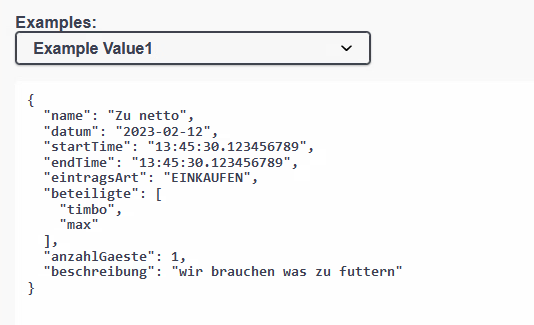 Examples:
Example Value1
{
  "name": "Zu netto",
  "datum": "2023-02-12",
  "startTime": "13:45:30.123456789",
  "endTime": "13:45:30.123456789",
  "eintragsArt": "EINKAUFEN",
  "beteiligte": [
    "timbo",
    "max"
  ],
  "anzahlGaeste": 1,
  "beschreibung": "wir brauchen was zu futtern"
}